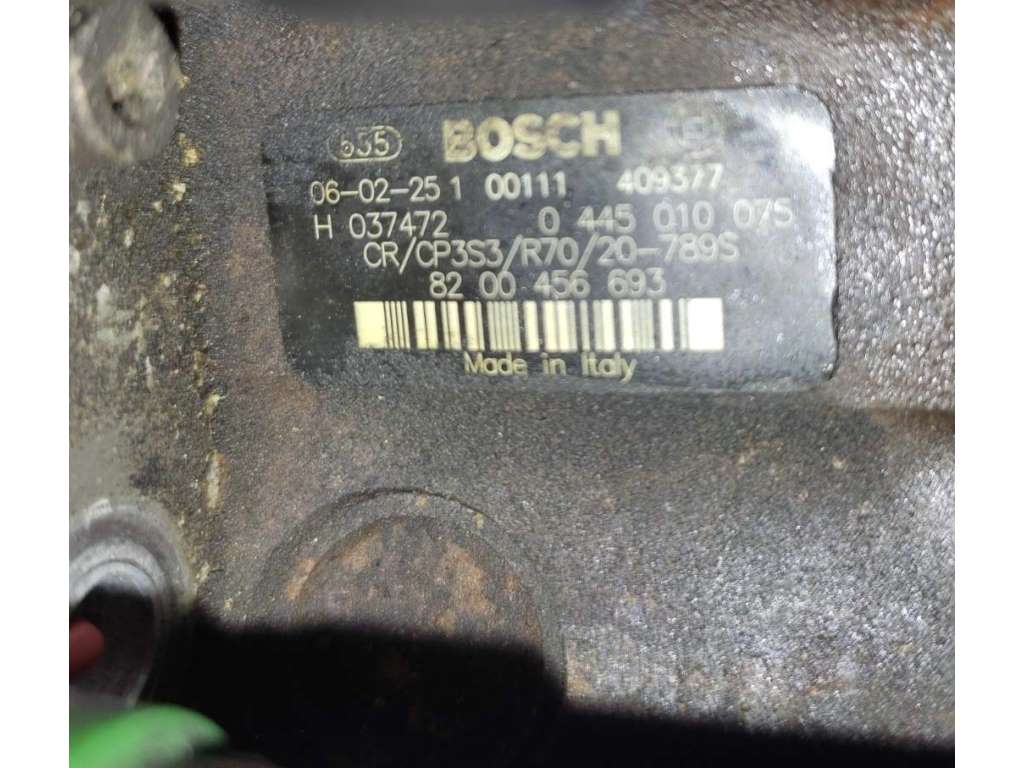 635 BOSCH
06-02-25 1 00111 409377
H 037472 0 445 010 075
CR/CP3S3/R70/20-789S
82 00 456 693
Made in Italy